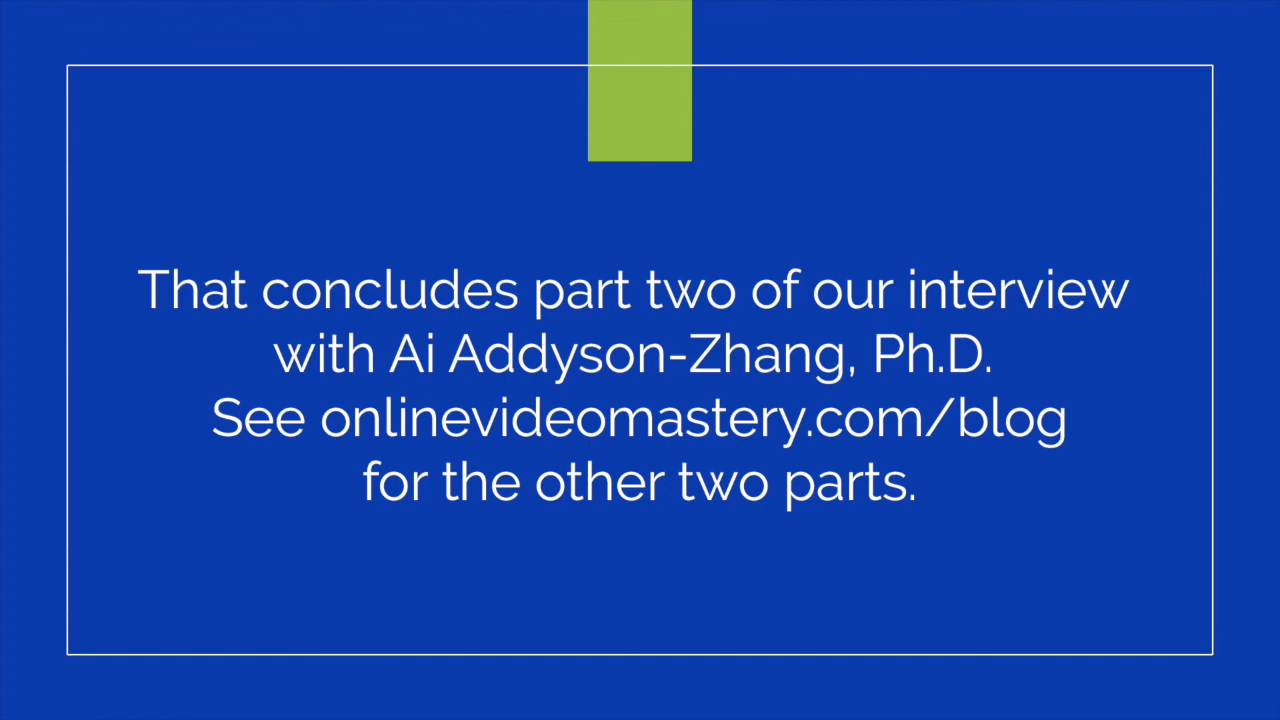 That concludes part two of our interview
with Ai Addyson-Zhang, Ph.D.
See onlinevideomastery.com/blog
for the other two parts.